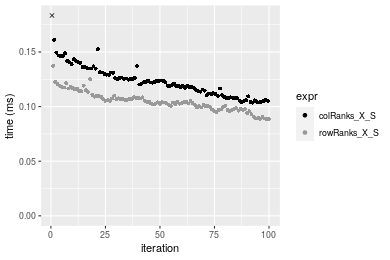 time (ms)
0.15
0.10
0.05
0.00
0
25
50
75
100
iteration
expr
colRanks_X_S
rowRanks_X_S